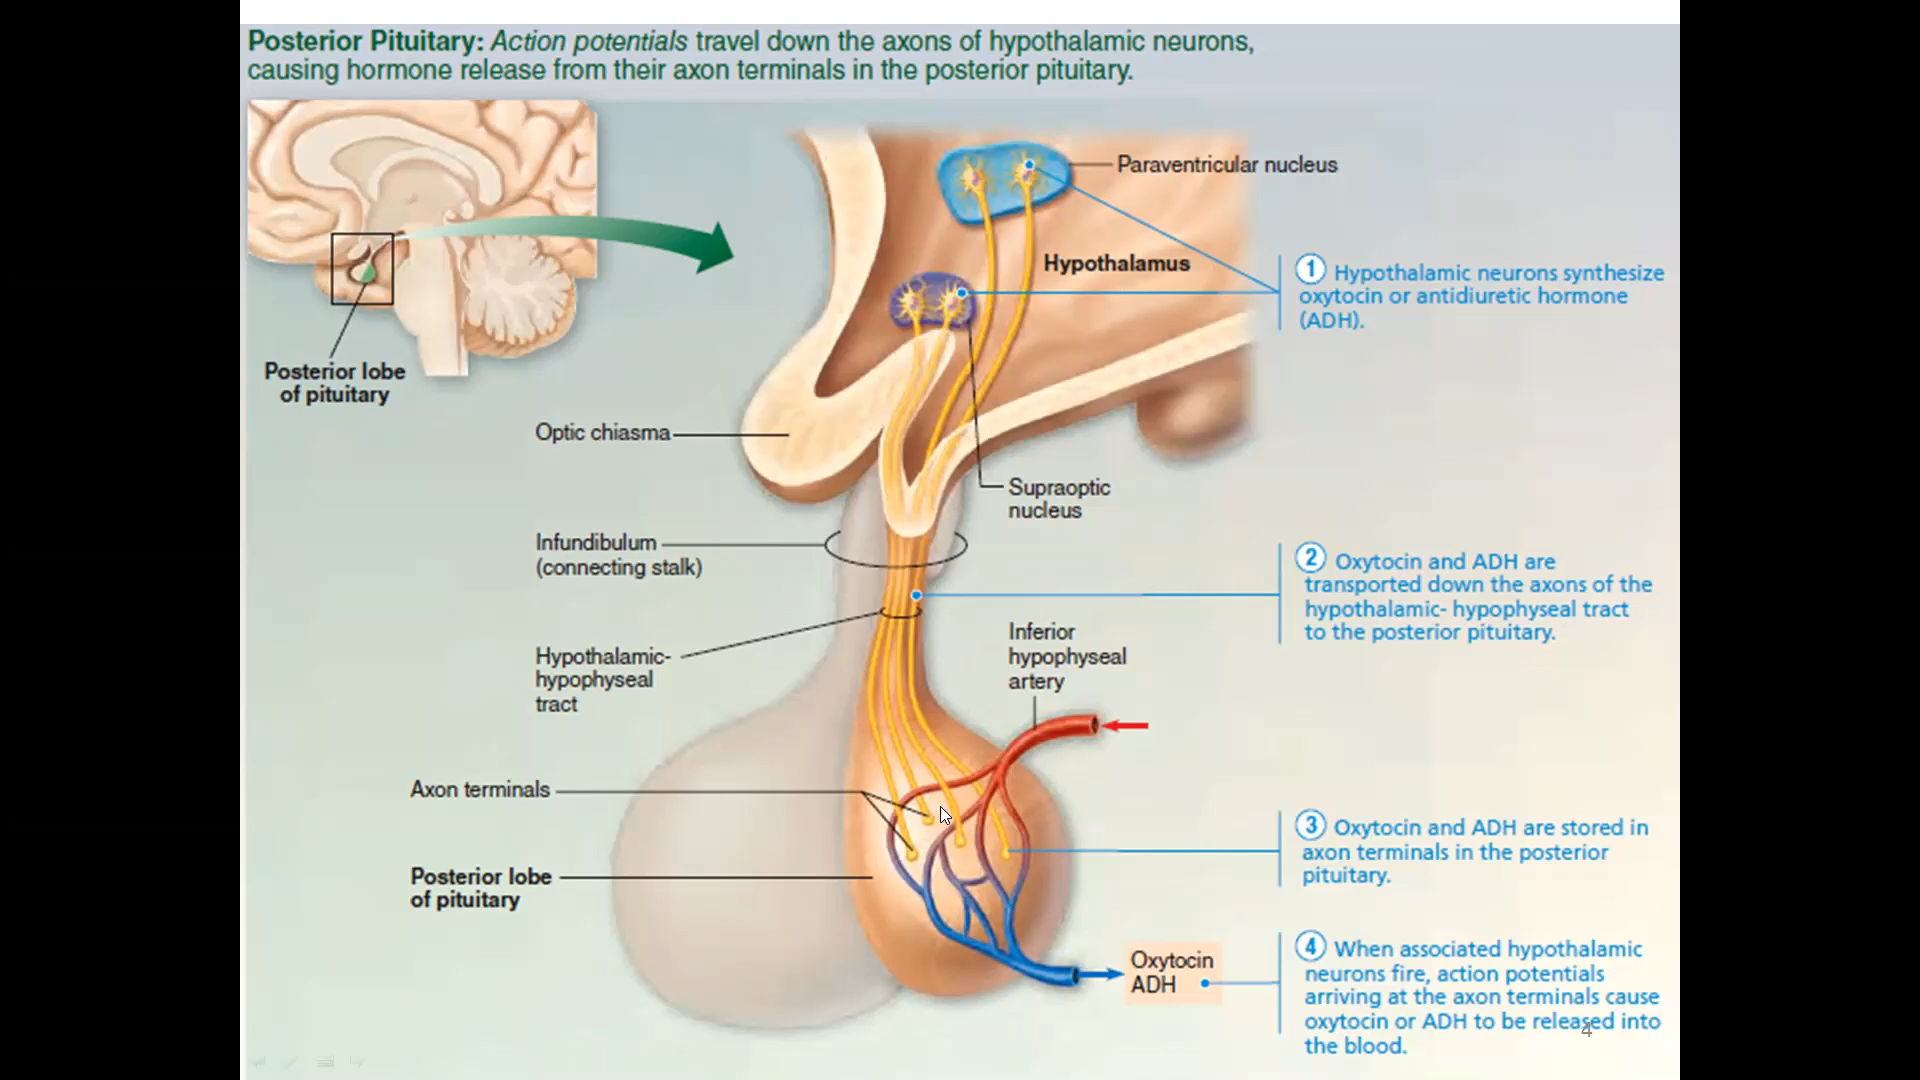 Posterior Pituitary: Action potentials travel down the axons of hypothalamic neurons,
causing hormone release from their axon terminals in the posterior pituitary.
Paraventricular nucleus
Hypothalamus
1 Hypothalamic neurons synthesize
oxytocin or antidiuretic hormone
(ADH).
Posterior lobe
of pituitary
Optic chiasma
Supraoptic
nucleus
Infundibulum
(connecting stalk)
2 Oxytocin and ADH are
transported down the axons of the
hypothalamic- hypophyseal tract
to the posterior pituitary.
Inferior
hypophyseal
artery
Hypothalamic-
hypophyseal
tract
Axon terminals
3 Oxytocin and ADH are stored in
axon terminals in the posterior
pituitary.
Posterior lobe
of pituitary
Oxytocin
ADH
4 When associated hypothalamic
neurons fire, action potentials
arriving at the axon terminals cause
oxytocin or ADH to be released into
the blood.
4